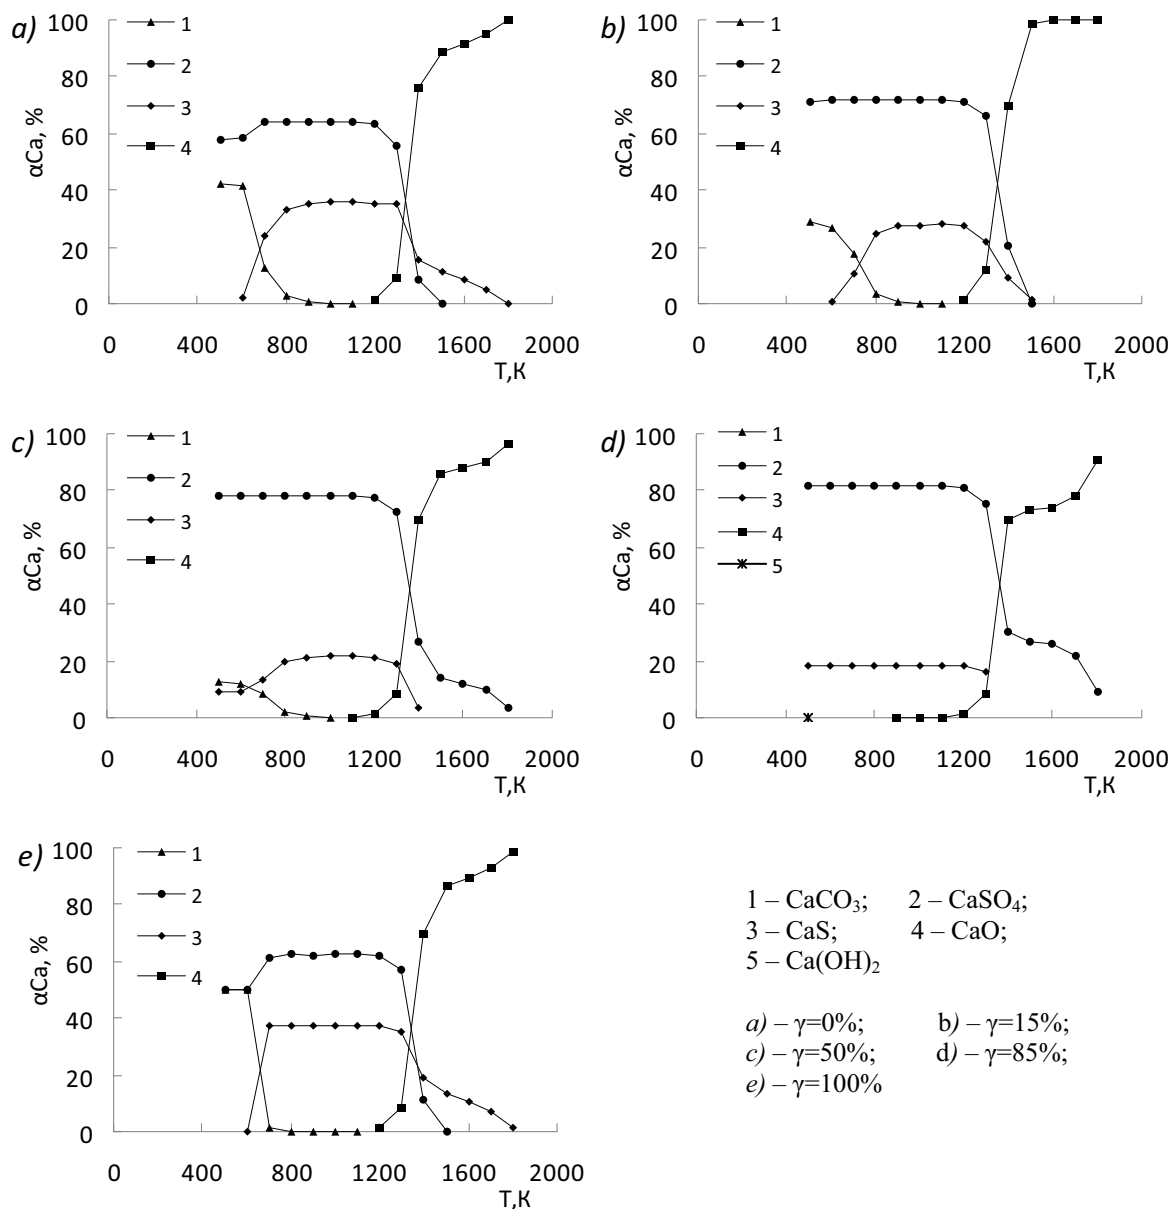 a)
100
80
60
40
20
0
αCa, %
1
2
3
4
0 400 800 1200 1600 2000
T,K
b)
100
80
60
40
20
0
αCa, %
1
2
3
4
0 400 800 1200 1600 2000
T,K
c)
100
80
60
40
20
0
αCa, %
1
2
3
4
0 400 800 1200 1600 2000
T,K
d)
100
80
60
40
20
0
αCa, %
1
2
3
4
5
0 400 800 1200 1600 2000
T,K
e)
100
80
60
40
20
0
αCa, %
1
2
3
4
0 400 800 1200 1600 2000
T,K
1 – CaCO₃; 2 – CaSO₄;
3 – CaS; 4 – CaO;
5 – Ca(OH)₂
a) – γ=0%; b) – γ=15%;
c) – γ=50%; d) – γ=85%;
e) – γ=100%